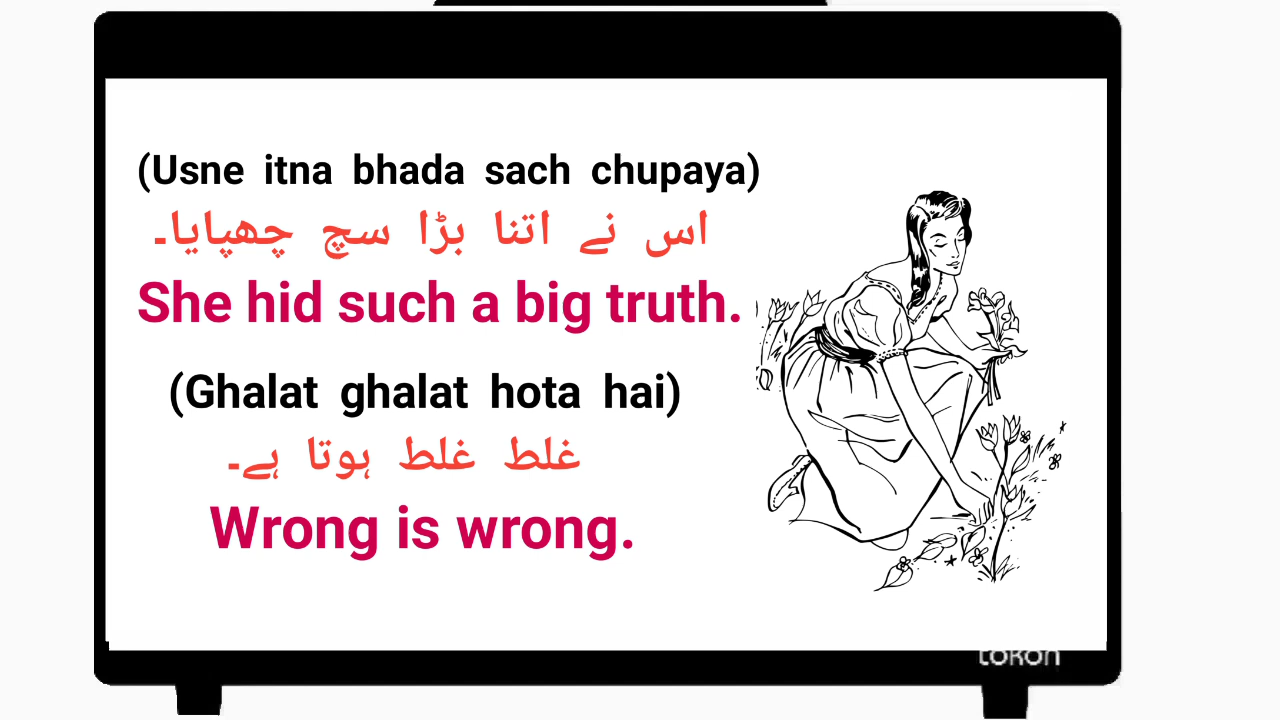 (Usne itna bhada sach chupaya)
اس نے اتنا بڑا سچ چھپایا۔
She hid such a big truth.
(Ghalat ghalat hota hai)
غلط غلط ہوتا ہے۔
Wrong is wrong.